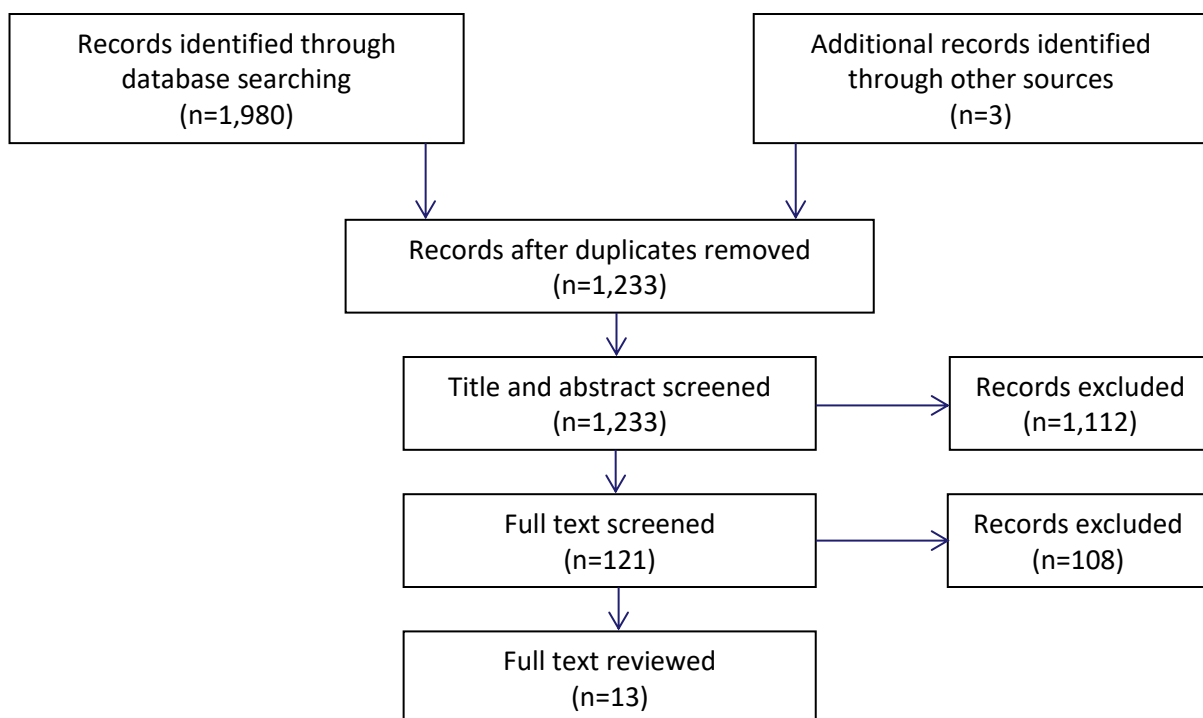 Records identified through
database searching
(n=1,980)
Additional records identified
through other sources
(n=3)
Records after duplicates removed
(n=1,233)
Title and abstract screened
(n=1,233)
Records excluded
(n=1,112)
Full text screened
(n=121)
Records excluded
(n=108)
Full text reviewed
(n=13)